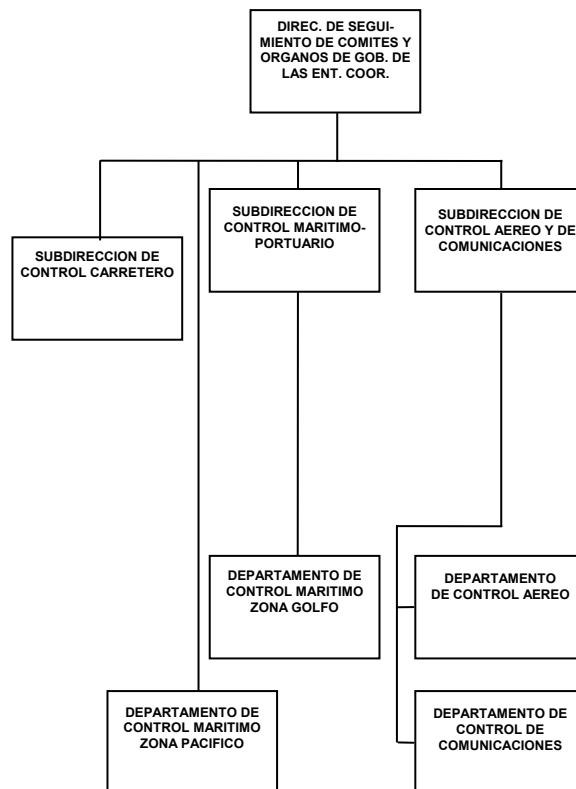 DIREC. DE SEGUI-
MIENTO DE COMITES Y
ORGANOS DE GOB. DE
LAS ENT. COOR.
SUBDIRECCION DE
CONTROL CARRETERO
SUBDIRECCION DE
CONTROL MARITIMO-
PORTUARIO
SUBDIRECCION DE
CONTROL AEREO Y DE
COMUNICACIONES
DEPARTAMENTO DE
CONTROL MARITIMO
ZONA GOLFO
DEPARTAMENTO
DE CONTROL AEREO
DEPARTAMENTO DE
CONTROL MARITIMO
ZONA PACIFICO
DEPARTAMENTO DE
CONTROL DE
COMUNICACIONES